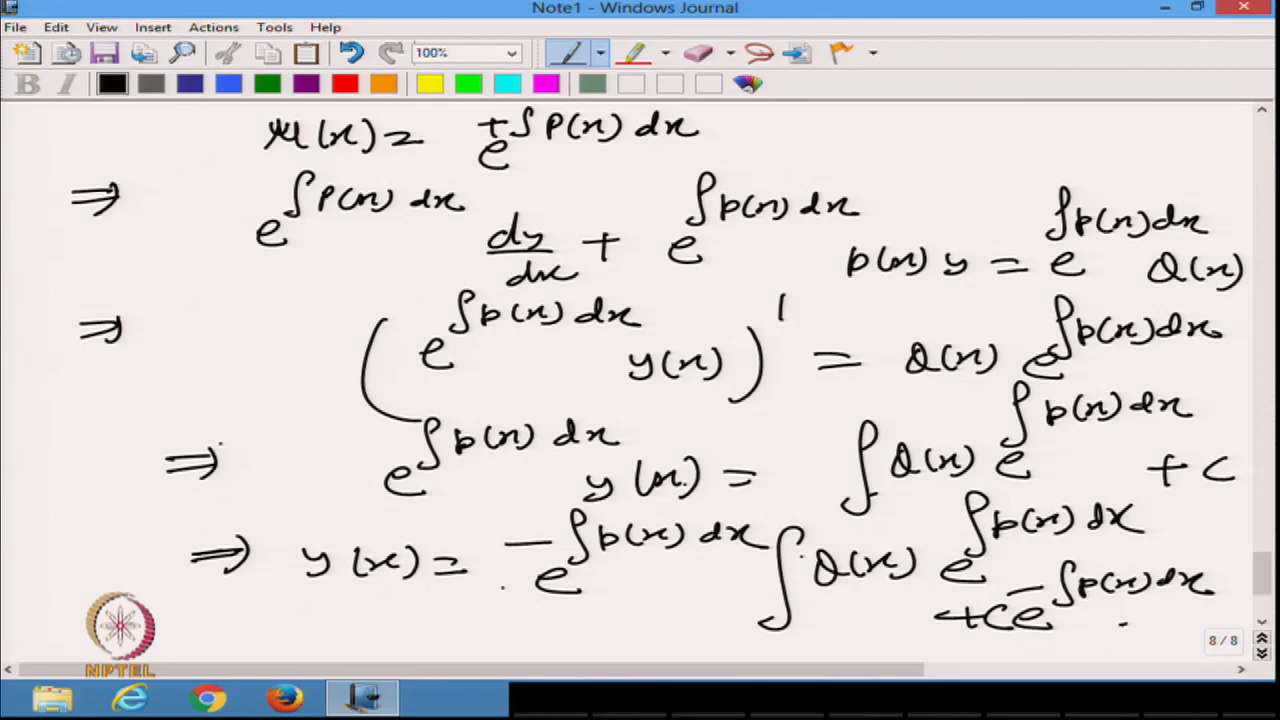 Note1 - Windows Journal
File Edit View Insert Actions Tools Help
100%
B I
μ(x) = e^{+∫P(x) dx}
⇒ e^{∫P(x) dx} dy/dx + e^{∫p(x) dx} p(x) y = e^{∫p(x) dx} Q(x)
⇒ (e^{∫p(x) dx} y(x))' = Q(x) e^{∫p(x) dx}
⇒ e^{∫p(x) dx} y(x) = ∫ Q(x) e^{∫p(x) dx} + c
⇒ y(x) = e^{-∫p(x) dx} ∫ Q(x) e^{∫p(x) dx}
+ c e^{-∫p(x) dx}.
8 / 8
NPTEL